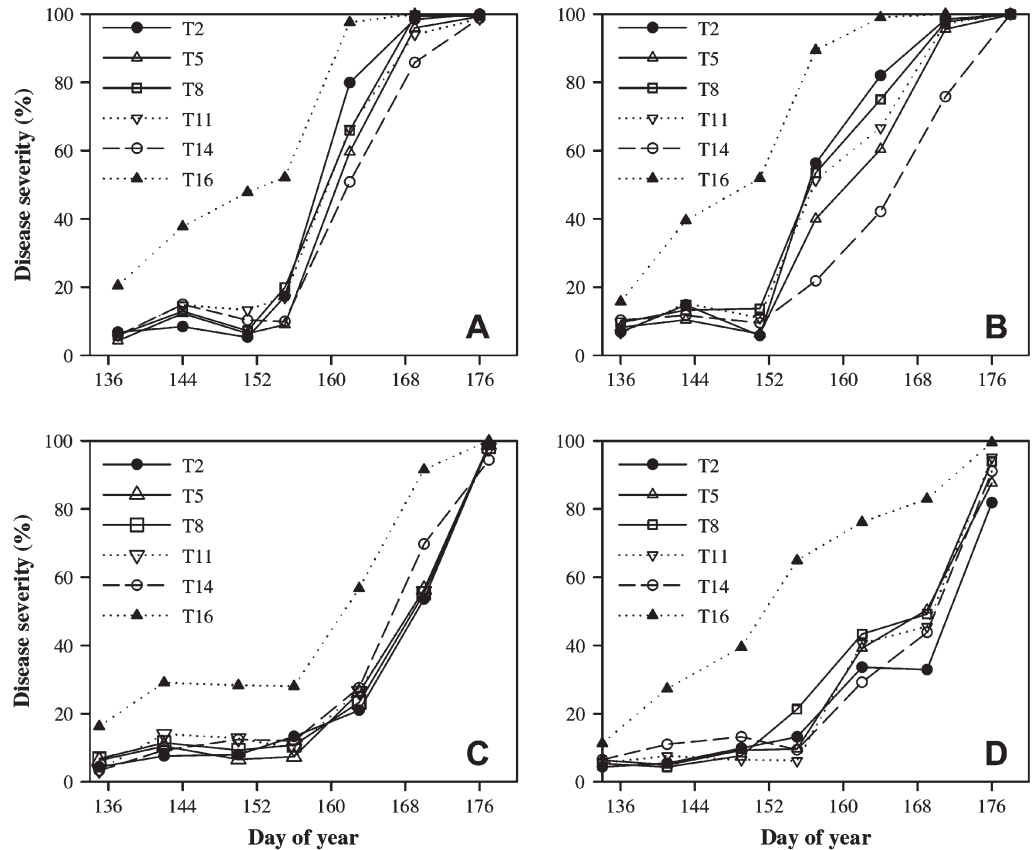 100
80
60
40
20
0
Disease severity (%)
T2
T5
T8
T11
T14
T16
A
136 144 152 160 168 176
100
80
60
40
20
0
T2
T5
T8
T11
T14
T16
B
136 144 152 160 168 176
100
80
60
40
20
0
Disease severity (%)
T2
T5
T8
T11
T14
T16
C
136 144 152 160 168 176
Day of year
100
80
60
40
20
0
T2
T5
T8
T11
T14
T16
D
136 144 152 160 168 176
Day of year